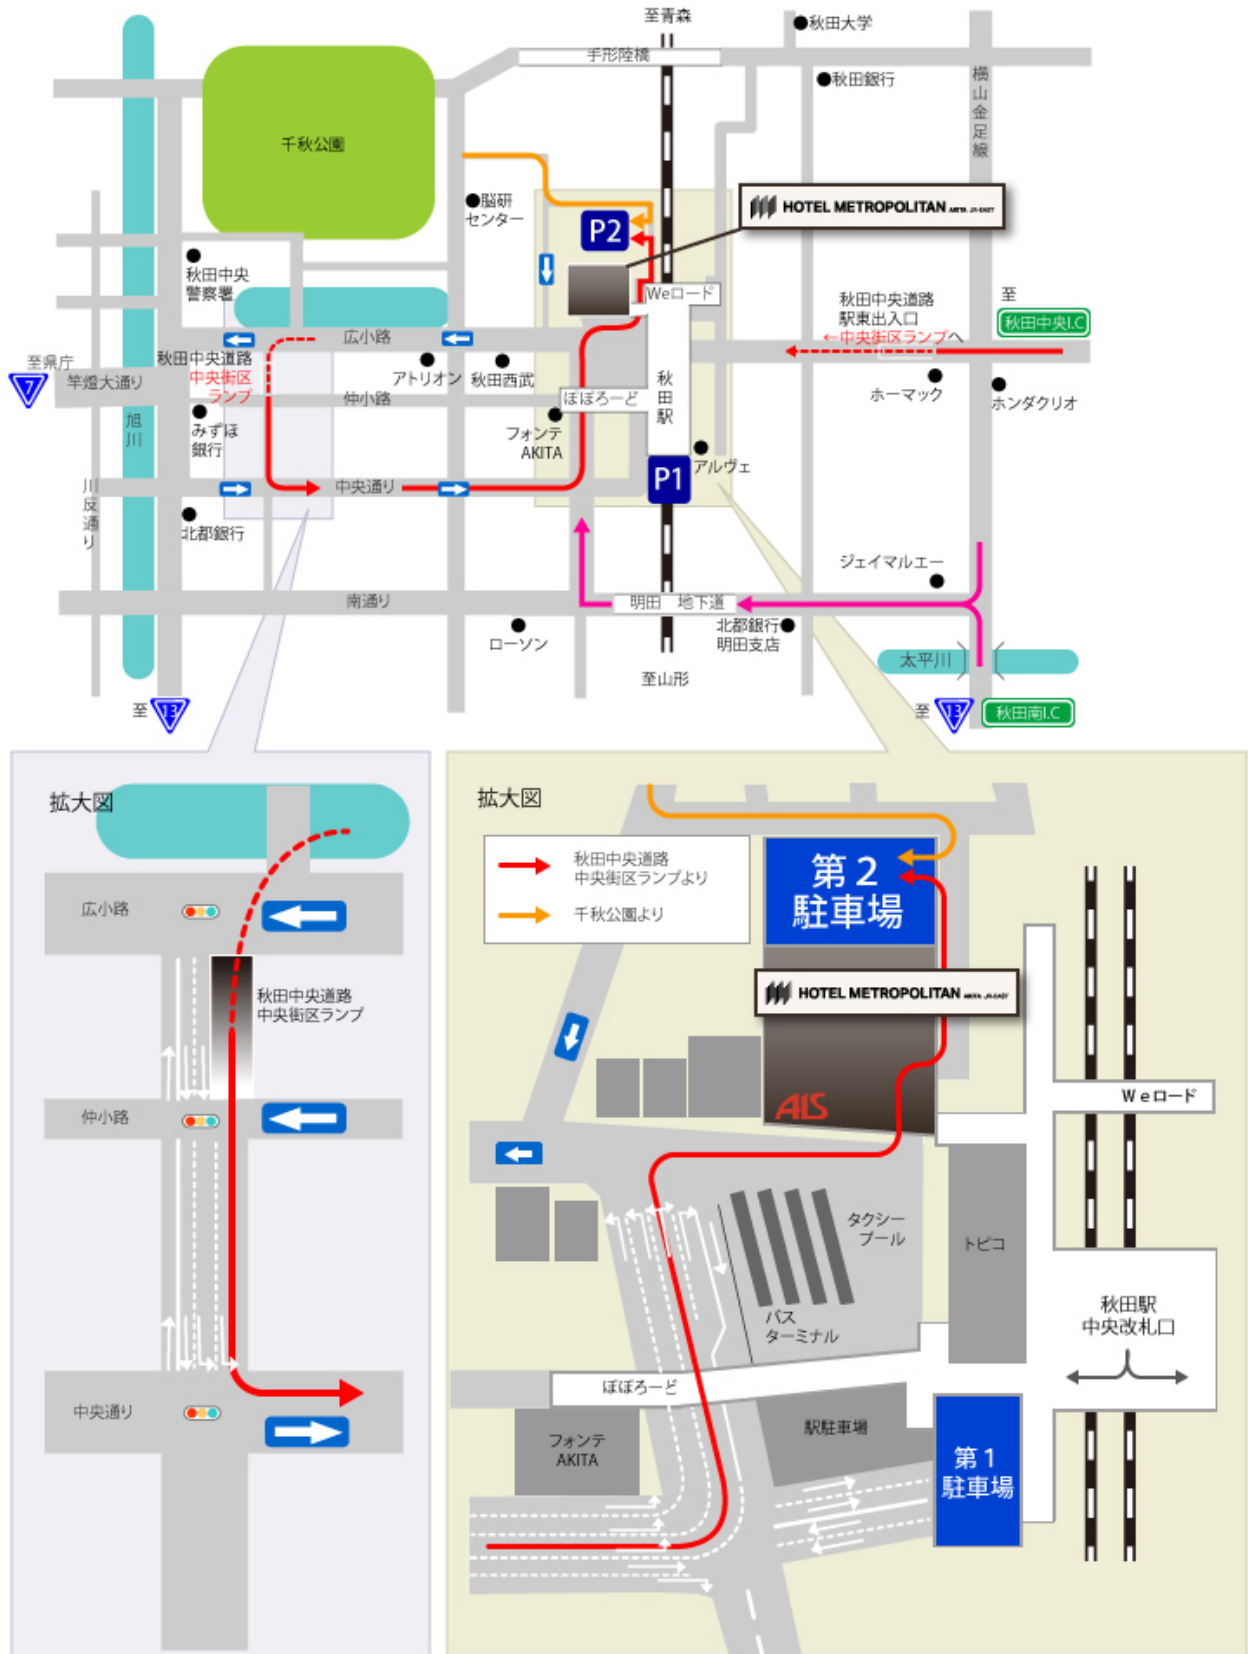 至青森
秋田大学
手形陸橋
秋田銀行
横山金足線
千秋公園
脳研
センター
HOTEL METROPOLITAN AKITA JR-EAST
P2
秋田中央
警察署
Weロード
秋田中央道路
駅東出入口
←中央街区ランプへ
至
秋田中央I.C
広小路
至県庁
7
竿燈大通り
秋田中央道路
中央街区
ランプ
アトリオン
秋田西武
仲小路
ぽぽろーど
秋田駅
ホーマック
ホンダクリオ
旭川
みずほ
銀行
フォンテ
AKITA
アルヴェ
P1
川反通り
中央通り
北都銀行
ジェイマルエー
南通り
明田 地下道
ローソン
北都銀行
明田支店
太平川
至山形
至
13
至
13
秋田南I.C
拡大図
広小路
秋田中央道路
中央街区ランプ
仲小路
中央通り
拡大図
秋田中央道路
中央街区ランプより
千秋公園より
第2
駐車場
HOTEL METROPOLITAN AKITA JR-EAST
ALS
Weロード
タクシー
プール
トピコ
バス
ターミナル
秋田駅
中央改札口
ぽぽろーど
フォンテ
AKITA
駅駐車場
第1
駐車場